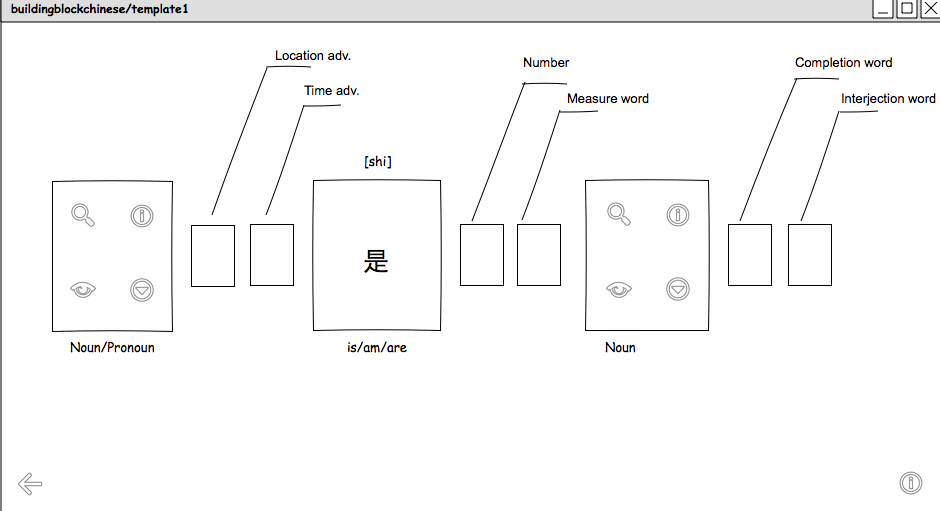 buildingblockchinese/template1
Location adv.
Time adv.
Number
Measure word
Completion word
Interjection word
[shi]
是
Noun/Pronoun
is/am/are
Noun